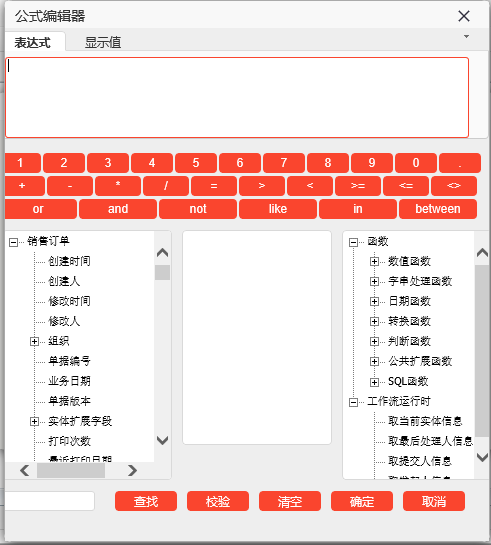 公式编辑器
表达式 显示值
1 2 3 4 5 6 7 8 9 0 .
+ - * / = > < >= <= <>
or and not like in between
销售订单
创建时间
创建人
修改时间
修改人
组织
单据编号
业务日期
单据版本
实体扩展字段
打印次数
最近打印日期
函数
数值函数
字串处理函数
日期函数
转换函数
判断函数
公共扩展函数
SQL函数
工作流运行时
取当前实体信息
取最后处理人信息
取提交人信息
查找 校验 清空 确定 取消